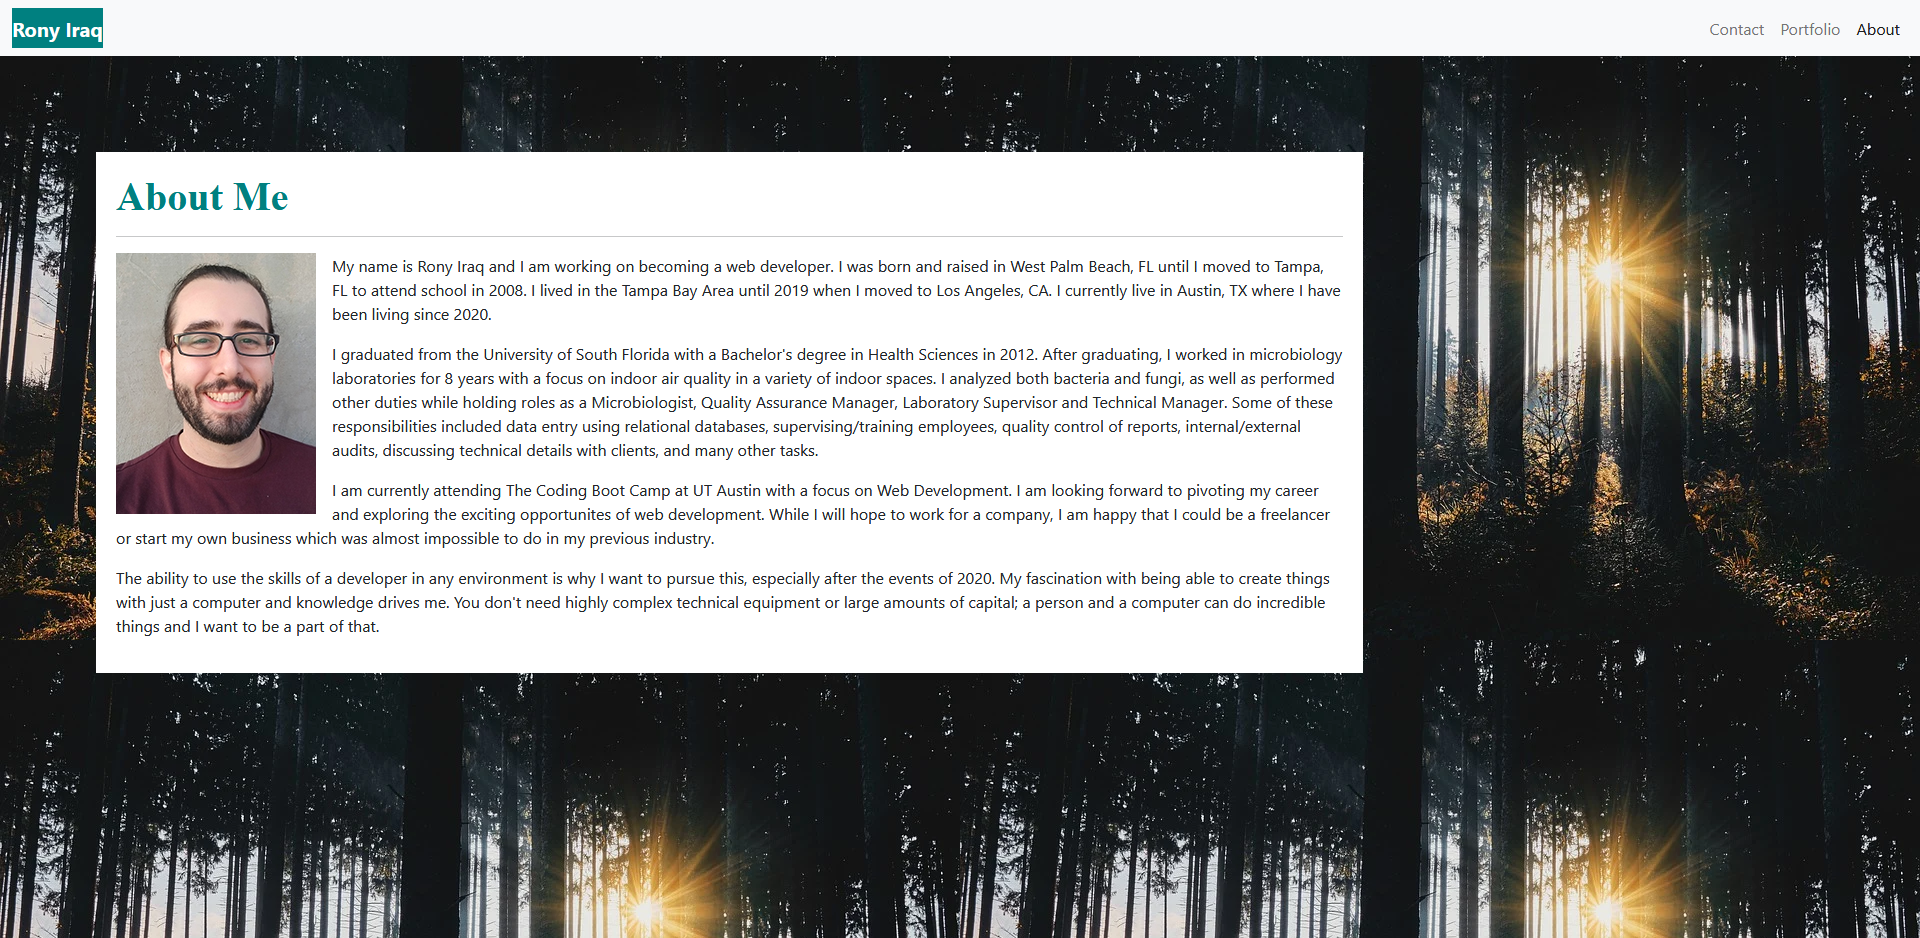 Rony Iraq
Contact Portfolio About
About Me
My name is Rony Iraq and I am working on becoming a web developer. I was born and raised in West Palm Beach, FL until I moved to Tampa,
FL to attend school in 2008. I lived in the Tampa Bay Area until 2019 when I moved to Los Angeles, CA. I currently live in Austin, TX where I have
been living since 2020.
I graduated from the University of South Florida with a Bachelor's degree in Health Sciences in 2012. After graduating, I worked in microbiology
laboratories for 8 years with a focus on indoor air quality in a variety of indoor spaces. I analyzed both bacteria and fungi, as well as performed
other duties while holding roles as a Microbiologist, Quality Assurance Manager, Laboratory Supervisor and Technical Manager. Some of these
responsibilities included data entry using relational databases, supervising/training employees, quality control of reports, internal/external
audits, discussing technical details with clients, and many other tasks.
I am currently attending The Coding Boot Camp at UT Austin with a focus on Web Development. I am looking forward to pivoting my career
and exploring the exciting opportunites of web development. While I will hope to work for a company, I am happy that I could be a freelancer
or start my own business which was almost impossible to do in my previous industry.
The ability to use the skills of a developer in any environment is why I want to pursue this, especially after the events of 2020. My fascination with being able to create things
with just a computer and knowledge drives me. You don't need highly complex technical equipment or large amounts of capital; a person and a computer can do incredible
things and I want to be a part of that.